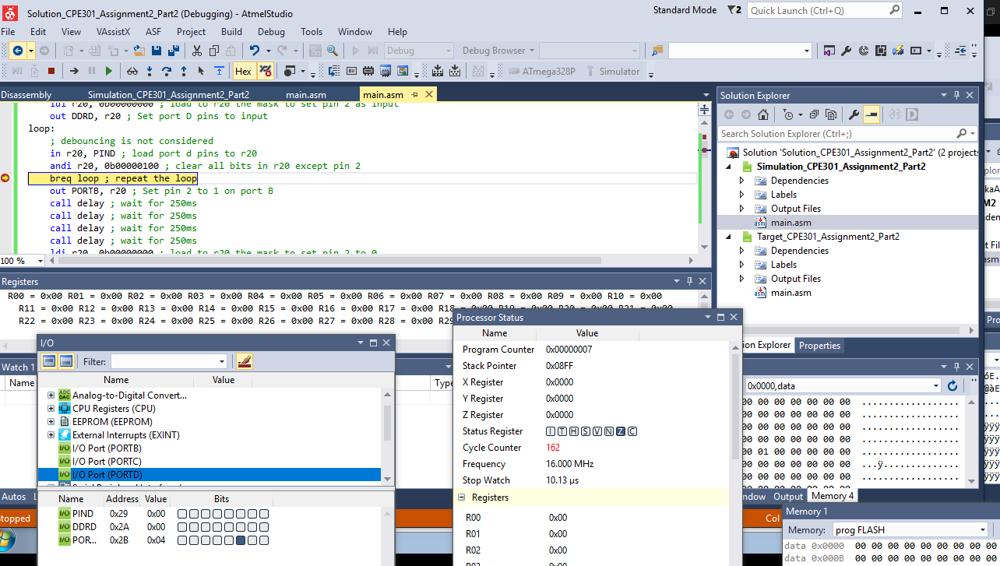 Solution_CPE301_Assignment2_Part2 (Debugging) - AtmelStudio
Standard Mode
2
Quick Launch (Ctrl+Q)
File Edit View VAssistX ASF Project Build Debug Tools Window Help
Debug
Debug Browser
Hex
ATmega328P
Simulator
Disassembly
Simulation_CPE301_Assignment2_Part2
main.asm
main.asm
ldi r20, 0b00000000 ; load to r20 the mask to set pin 2 as input
out DDRD, r20 ; Set port D pins to input
loop:
; debouncing is not considered
in r20, PIND ; load port d pins to r20
andi r20, 0b00000100 ; clear all bits in r20 except pin 2
breq loop ; repeat the loop
out PORTB, r20 ; Set pin 2 to 1 on port B
call delay ; wait for 250ms
call delay ; wait for 250ms
call delay ; wait for 250ms
call delay ; wait for 250ms
ldi r20, 0b00000000 ; load to r20 the mask to set pin 2 to 0
100 %
Solution Explorer
Search Solution Explorer (Ctrl+;)
Solution 'Solution_CPE301_Assignment2_Part2' (2 projects
Simulation_CPE301_Assignment2_Part2
Dependencies
Labels
Output Files
main.asm
Target_CPE301_Assignment2_Part2
Dependencies
Labels
Output Files
main.asm
ion Explorer
Properties
Registers
R00 = 0x00 R01 = 0x00 R02 = 0x00 R03 = 0x00 R04 = 0x00 R05 = 0x00 R06 = 0x00 R07 = 0x00 R08 = 0x00 R09 = 0x00 R10 = 0x00
R11 = 0x00 R12 = 0x00 R13 = 0x00 R14 = 0x00 R15 = 0x00 R16 = 0x00 R17 = 0x00 R18 = 0x00 R19 = 0x00 R20 = 0x00 R21 = 0x00
R22 = 0x00 R23 = 0x00 R24 = 0x00 R25 = 0x00 R26 = 0x00 R27 = 0x00 R28 = 0x00 R29
Watch 1
Name
Type
I/O
Filter:
Name Value
Analog-to-Digital Convert...
CPU Registers (CPU)
EEPROM (EEPROM)
External Interrupts (EXINT)
I/O Port (PORTB)
I/O Port (PORTC)
I/O Port (PORTD)
Name Address Value Bits
PIND 0x29 0x00
DDRD 0x2A 0x00
POR... 0x2B 0x04
Processor Status
Name Value
Program Counter 0x00000007
Stack Pointer 0x08FF
X Register 0x0000
Y Register 0x0000
Z Register 0x0000
Status Register I T H S V N Z C
Cycle Counter 162
Frequency 16.000 MHz
Stop Watch 10.13 µs
Registers
R00 0x00
R01 0x00
R02 0x00
0x0000,data
00 00 00 00 00 00 00 ..................
00 00 00 00 00 00 00 ..................
00 00 00 00 00 00 00 ..................
00 00 00 00 00 00 00 ..................
00 01 00 00 00 00 00 ..................
00 00 00 00 00 00 00 ...ÿ..............
00 00 00 00 00 00 00 ..................
Autos
ndow
Output
Memory 4
topped
Col
Memory 1
Memory: prog FLASH
data 0x0000 00 00 00 00 00 00 00
data 0x000B 00 00 00 00 00 00 00